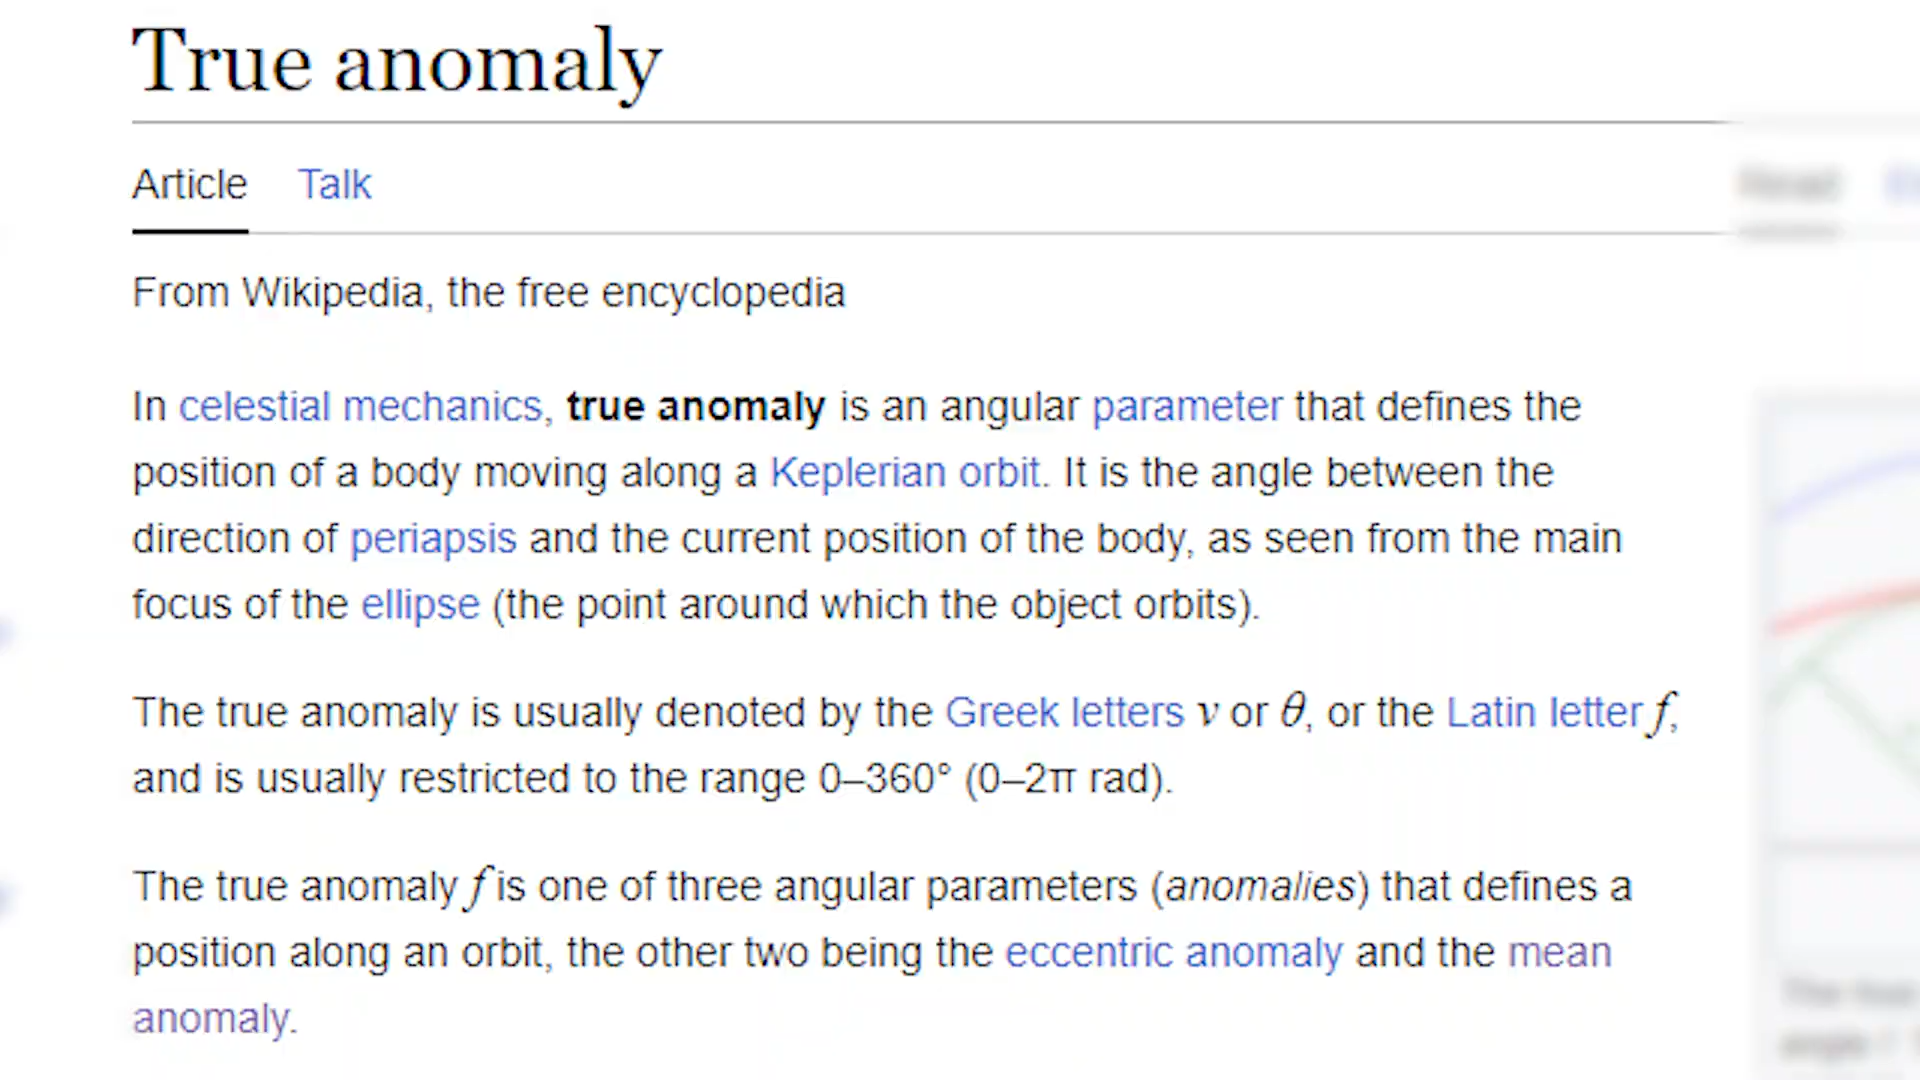 True anomaly
Article Talk
From Wikipedia, the free encyclopedia
In celestial mechanics, true anomaly is an angular parameter that defines the
position of a body moving along a Keplerian orbit. It is the angle between the
direction of periapsis and the current position of the body, as seen from the main
focus of the ellipse (the point around which the object orbits).
The true anomaly is usually denoted by the Greek letters ν or θ, or the Latin letter f,
and is usually restricted to the range 0–360° (0–2π rad).
The true anomaly f is one of three angular parameters (anomalies) that defines a
position along an orbit, the other two being the eccentric anomaly and the mean
anomaly.